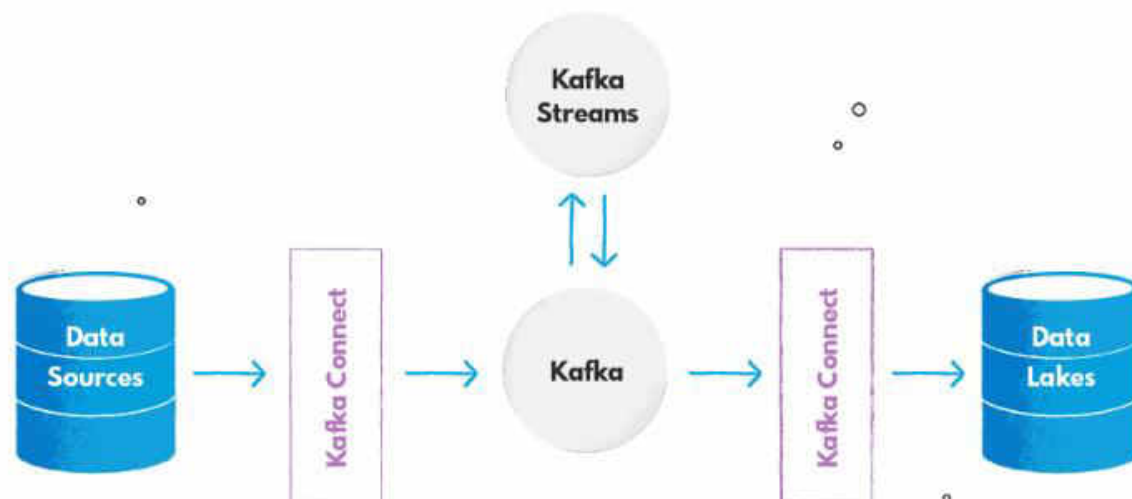 Kafka
Streams
Data
Sources
Kafka Connect
Kafka
Kafka Connect
Data
Lakes